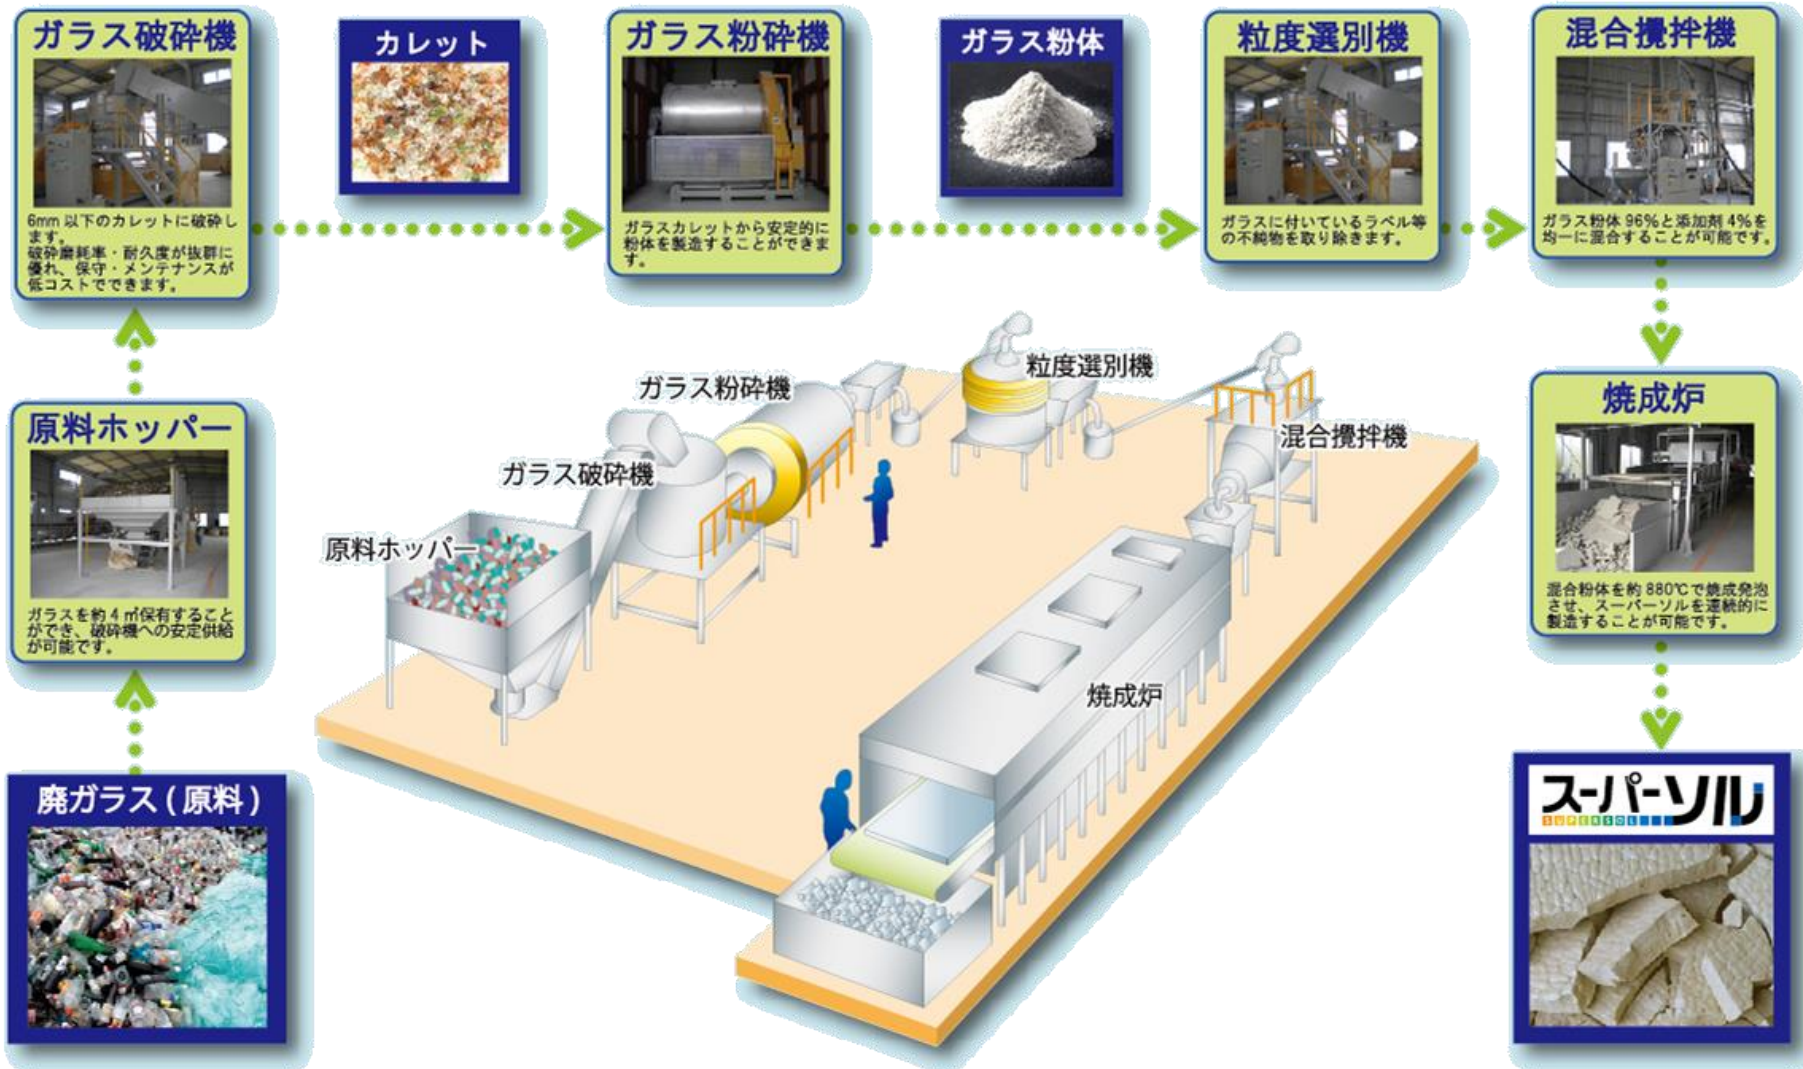 ガラス破砕機
6mm 以下のカレットに破砕し
ます。
破砕磨耗率・耐久度が抜群に
優れ、保守・メンテナンスが
低コストでできます。
カレット
ガラス粉砕機
ガラスカレットから安定的に
粉体を製造することができま
す。
ガラス粉体
粒度選別機
ガラスに付いているラベル等
の不純物を取り除きます。
混合攪拌機
ガラス粉体 96%と添加剤 4%を
均一に混合することが可能です。
原料ホッパー
ガラスを約 4 ㎥保有すること
ができ、破砕機への安定供給
が可能です。
廃ガラス(原料)
原料ホッパー
ガラス破砕機
ガラス粉砕機
粒度選別機
混合攪拌機
焼成炉
焼成炉
混合粉体を約 880℃で焼成発泡
させ、スーパーソルを連続的に
製造することが可能です。
スーパーソル
SUPERSOL